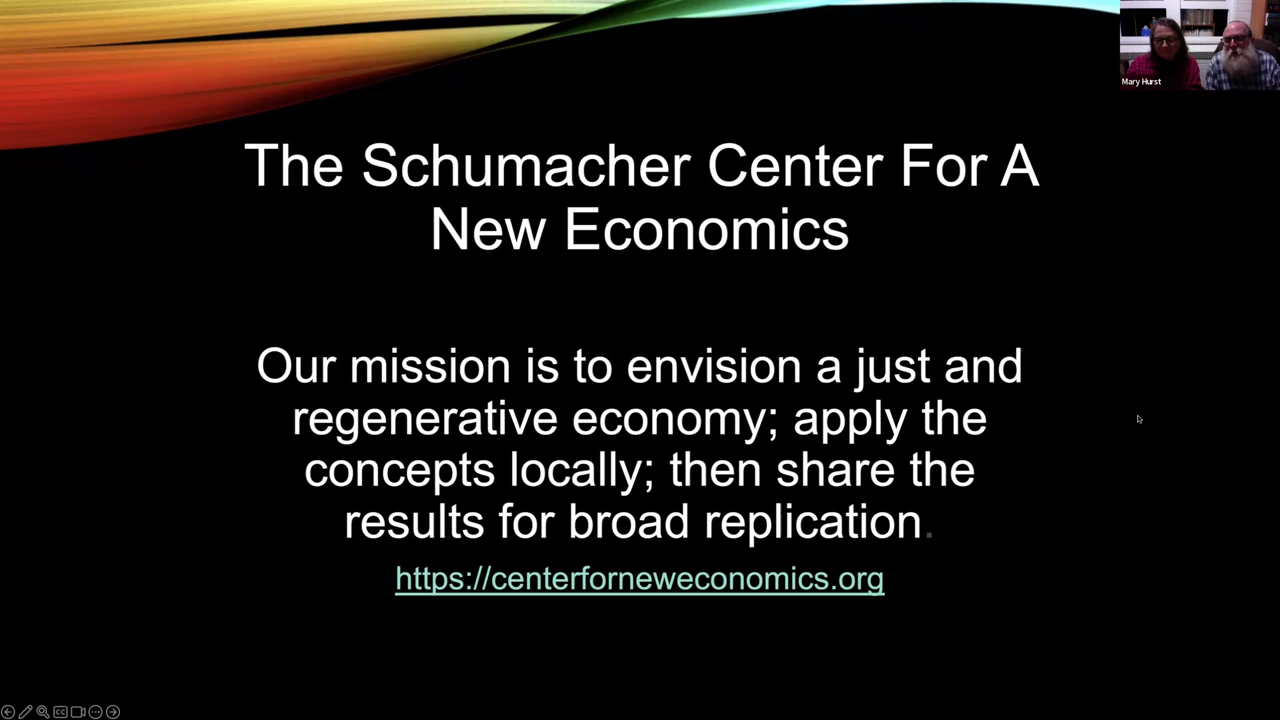 Mary Hurst
The Schumacher Center For A
New Economics
Our mission is to envision a just and
regenerative economy; apply the
concepts locally; then share the
results for broad replication.
https://centerforneweconomics.org
CC